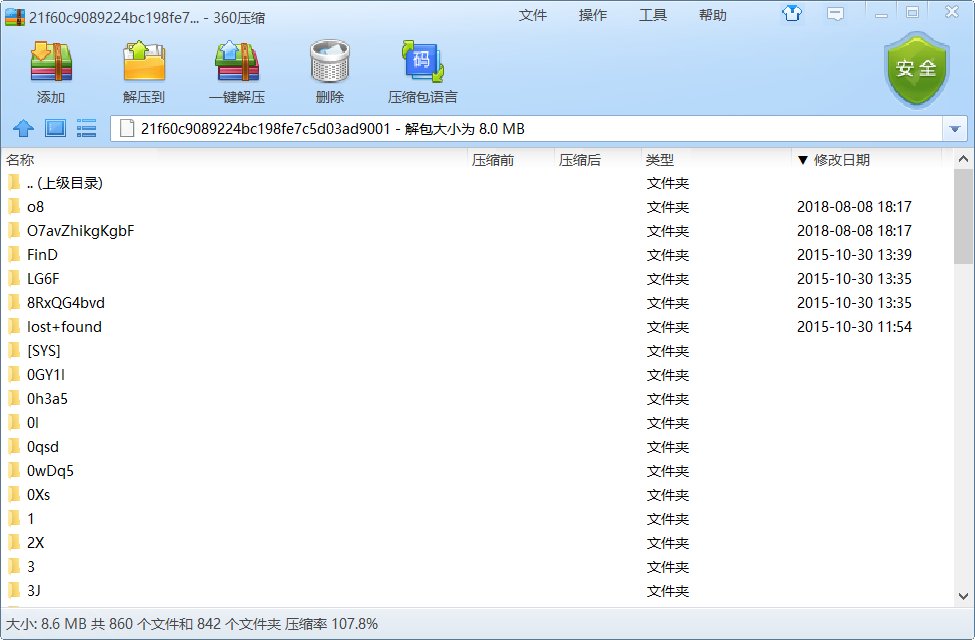 21f60c9089224bc198fe7... - 360压缩 文件 操作 工具 帮助
添加 解压到 一键解压 删除 码 压缩包语言 安全
21f60c9089224bc198fe7c5d03ad9001 - 解包大小为 8.0 MB
名称 压缩前 压缩后 类型 ▼ 修改日期
.. (上级目录) 文件夹
o8 文件夹 2018-08-08 18:17
O7avZhikgKgbF 文件夹 2018-08-08 18:17
FinD 文件夹 2015-10-30 13:39
LG6F 文件夹 2015-10-30 13:35
8RxQG4bvd 文件夹 2015-10-30 13:35
lost+found 文件夹 2015-10-30 11:54
[SYS] 文件夹
0GY1l 文件夹
0h3a5 文件夹
0l 文件夹
0qsd 文件夹
0wDq5 文件夹
0Xs 文件夹
1 文件夹
2X 文件夹
3 文件夹
3J 文件夹
大小: 8.6 MB 共 860 个文件和 842 个文件夹 压缩率 107.8%